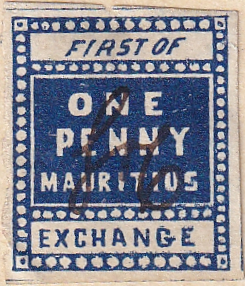 FIRST OF
ONE
PENNY
MAURITIUS
EXCHANGE